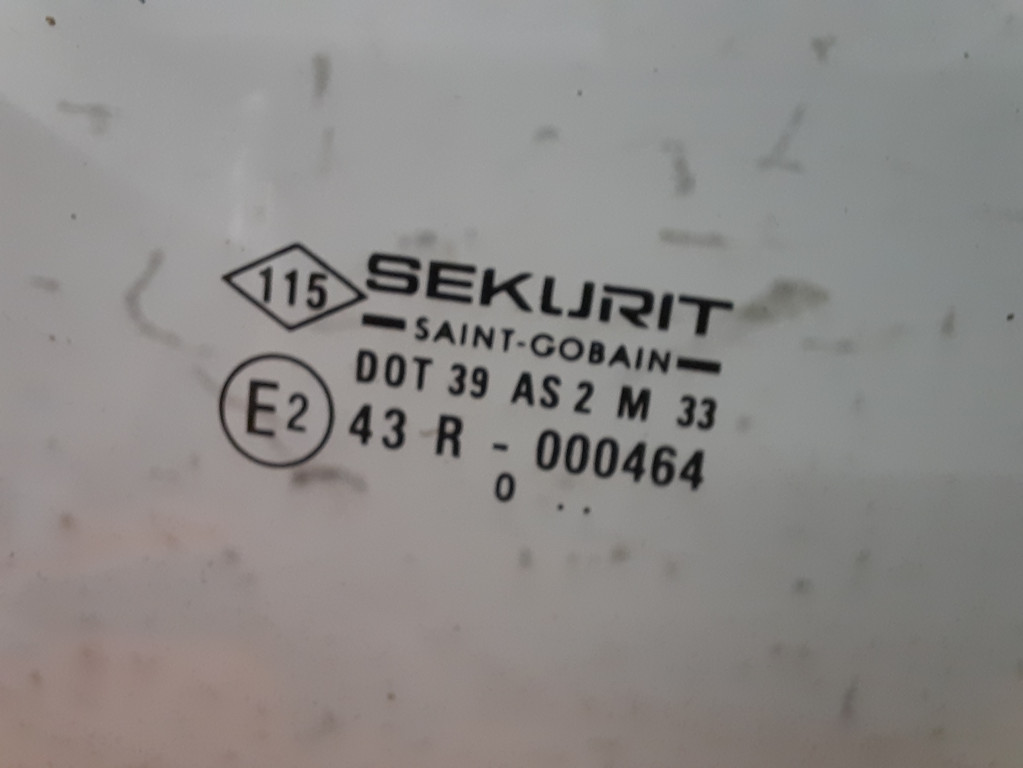 115 SEKURIT
SAINT-GOBAIN
DOT 39 AS 2 M 33
E2 43 R - 000464
0 ..